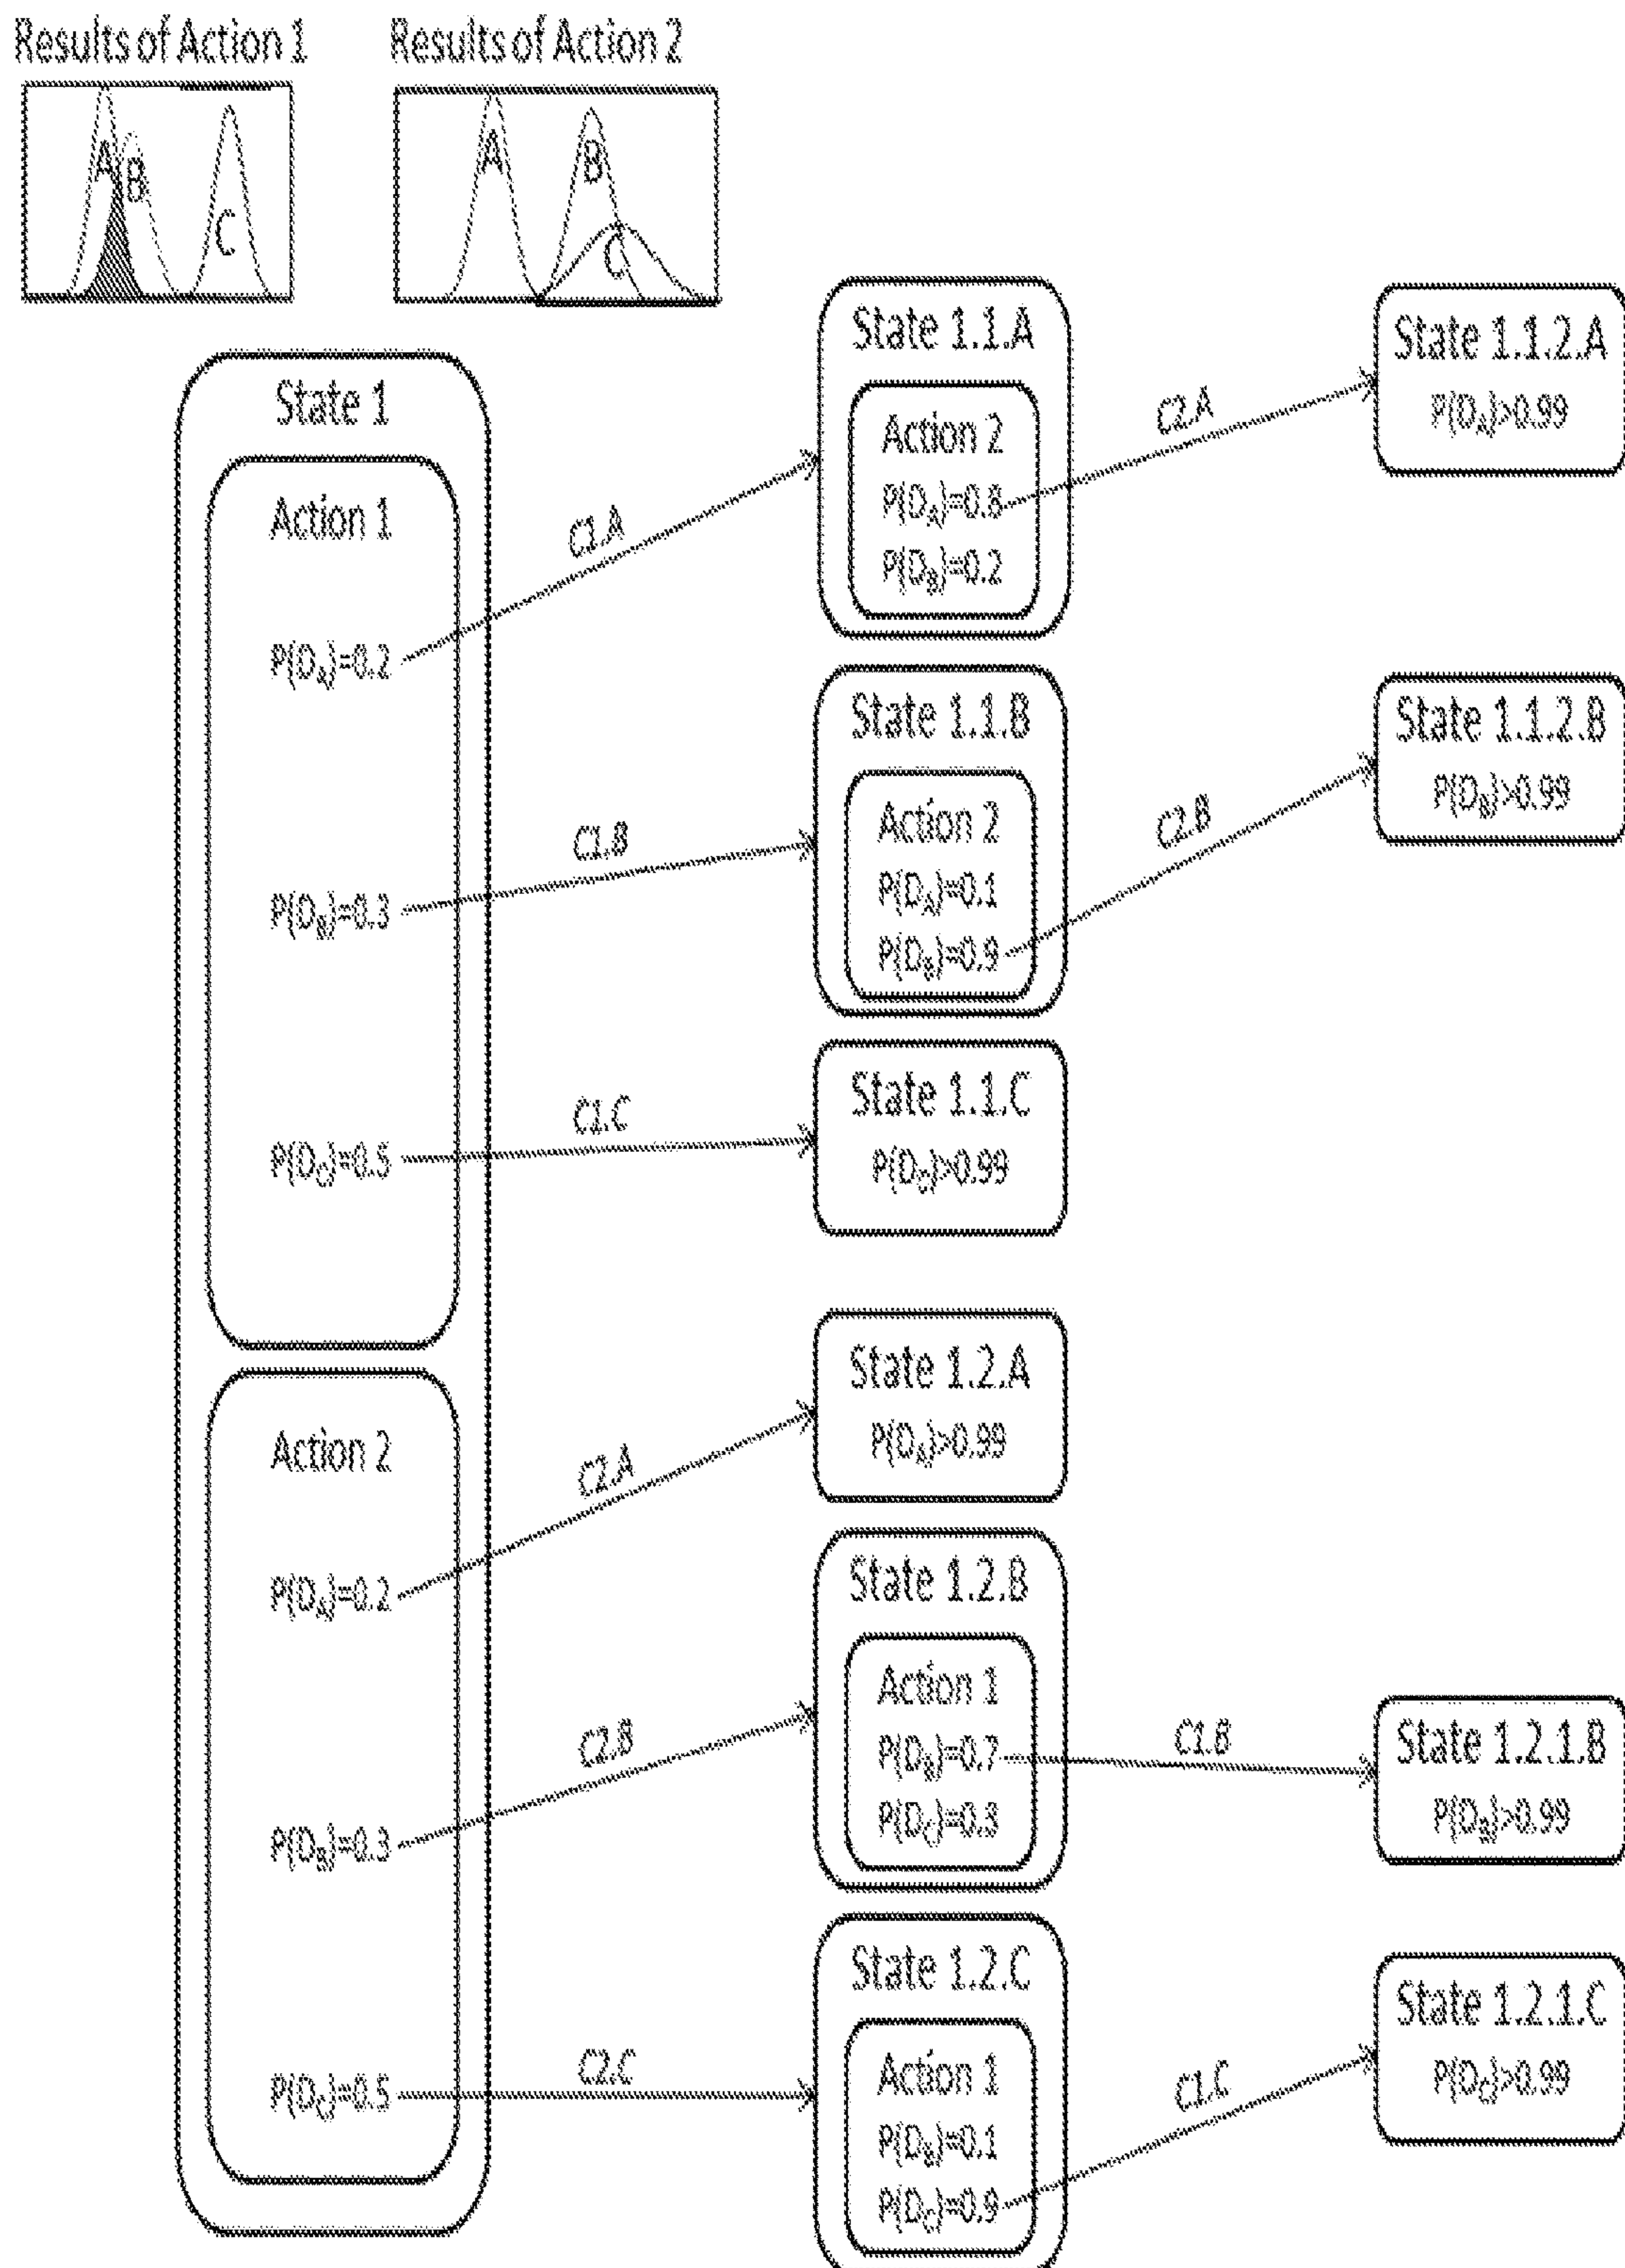 Results of Action 1
Results of Action 2
A
B
C
A
B
C
State 1
Action 1
P(D_A)=0.2
P(D_B)=0.3
P(D_C)=0.5
Action 2
P(D_A)=0.2
P(D_B)=0.3
P(D_C)=0.5
C1.A
C1.B
C1.C
C2.A
C2.B
C2.C
State 1.1.A
Action 2
P(D_A)=0.8
P(D_B)=0.2
State 1.1.B
Action 2
P(D_A)=0.1
P(D_B)=0.9
State 1.1.C
P(D_C)>0.99
State 1.2.A
P(D_A)>0.99
State 1.2.B
Action 1
P(D_B)=0.7
P(D_C)=0.3
State 1.2.C
Action 1
P(D_B)=0.1
P(D_C)=0.9
C2.A
C2.B
C1.B
C1.C
State 1.1.2.A
P(D_A)>0.99
State 1.1.2.B
P(D_B)>0.99
State 1.2.1.B
P(D_B)>0.99
State 1.2.1.C
P(D_C)>0.99